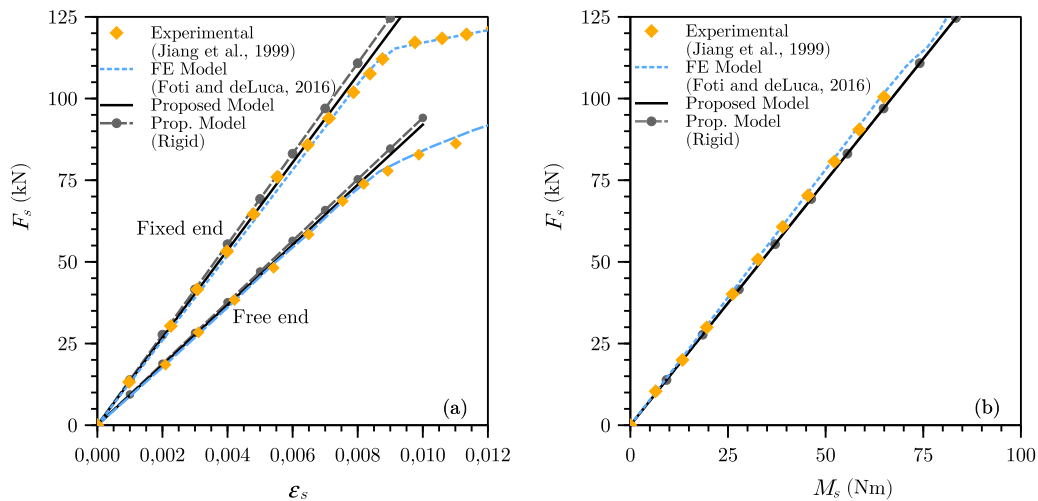 125
100
75
50
25
0
F_s (kN)
Experimental
(Jiang et al., 1999)
FE Model
(Foti and deLuca, 2016)
Proposed Model
Prop. Model
(Rigid)
Fixed end
Free end
(a)
0,000 0,002 0,004 0,006 0,008 0,010 0,012
ε_s
125
100
75
50
25
0
F_s (kN)
Experimental
(Jiang et al., 1999)
FE Model
(Foti and deLuca, 2016)
Proposed Model
Prop. Model
(Rigid)
(b)
0 25 50 75 100
M_s (Nm)